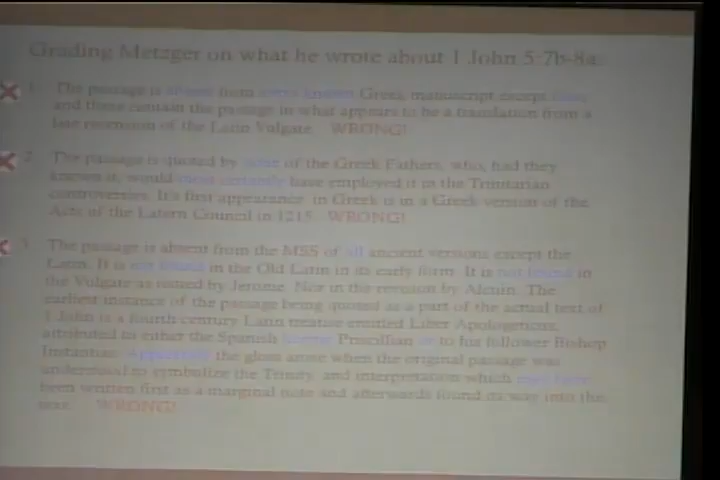 Grading Metzger on what he wrote about 1 John 5:7b-8a:
1. The passage is absent from every known Greek manuscript except four,
and these contain the passage in what appears to be a translation from a
late recension of the Latin Vulgate. WRONG!
2. The passage is quoted by none of the Greek Fathers, who, had they
known it, would most certainly have employed it in the Trinitarian
controversies. It's first appearance in Greek is in a Greek version of the
Acts of the Latern Council in 1215. WRONG!
3. The passage is absent from the MSS of all ancient versions except the
Latin. It is not found in the Old Latin in its early form. It is not found in
the Vulgate as issued by Jerome. Nor in the revision by Alcuin. The
earliest instance of the passage being quoted as a part of the actual text of
1 John is a fourth century Latin treatise entitled Liber Apologeticus,
attributed to either the Spanish heretic Priscillian or to his follower Bishop
Instantius. Apparently the gloss arose when the original passage was
understood to symbolize the Trinity, and interpretation which may have
been written first as a marginal note and afterwards found its way into the
text. WRONG!